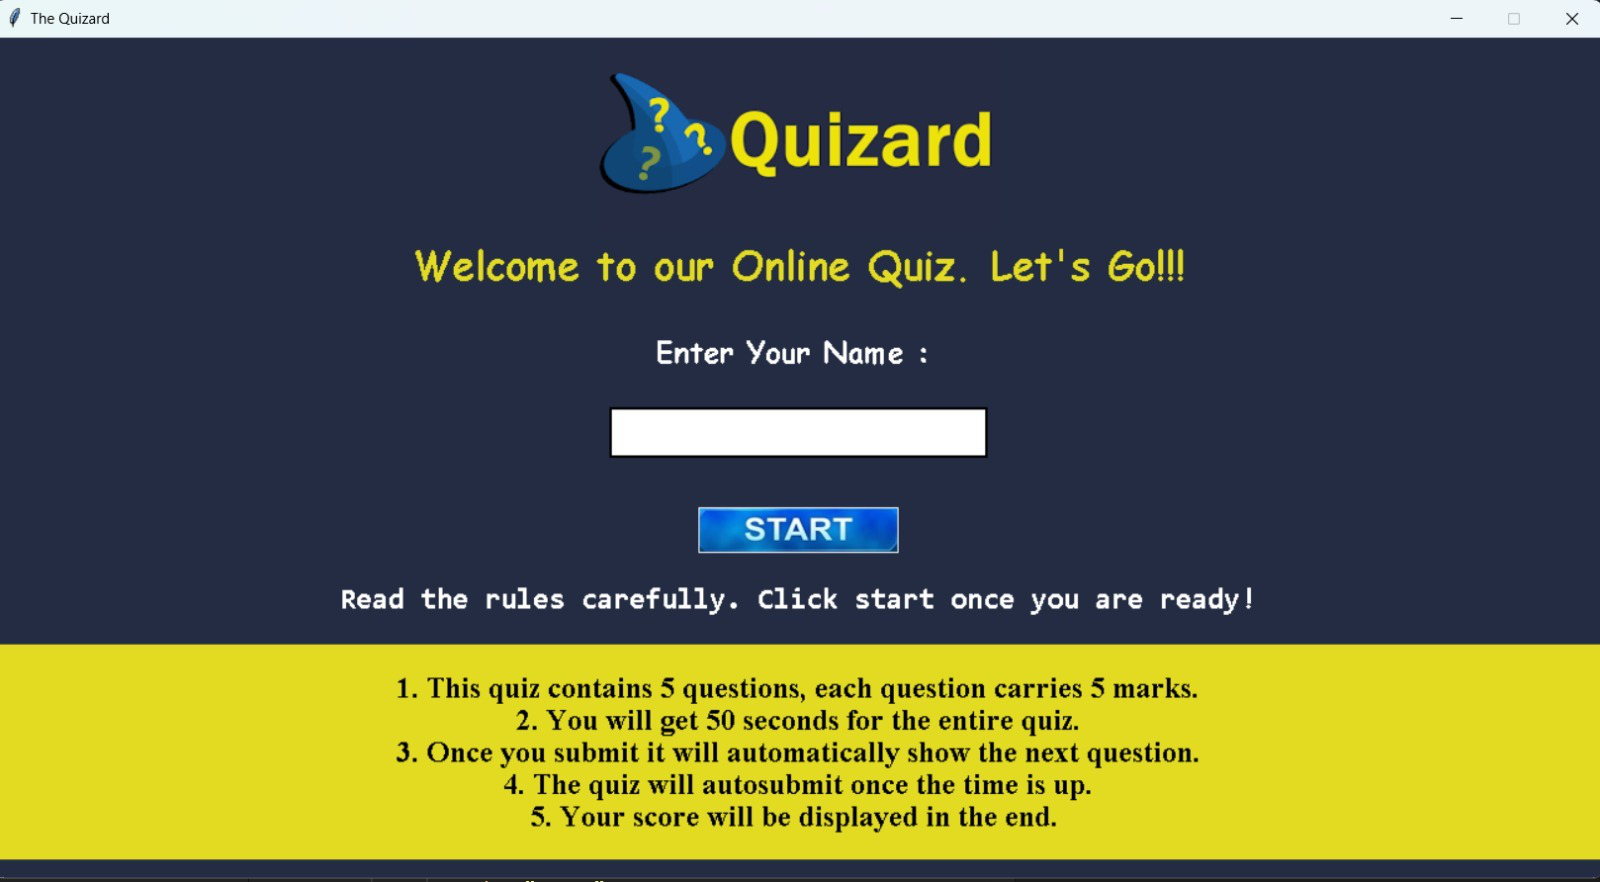 The Quizard
? ? ? Quizard
Welcome to our Online Quiz. Let's Go!!!
Enter Your Name :
START
Read the rules carefully. Click start once you are ready!
1. This quiz contains 5 questions, each question carries 5 marks.
2. You will get 50 seconds for the entire quiz.
3. Once you submit it will automatically show the next question.
4. The quiz will autosubmit once the time is up.
5. Your score will be displayed in the end.